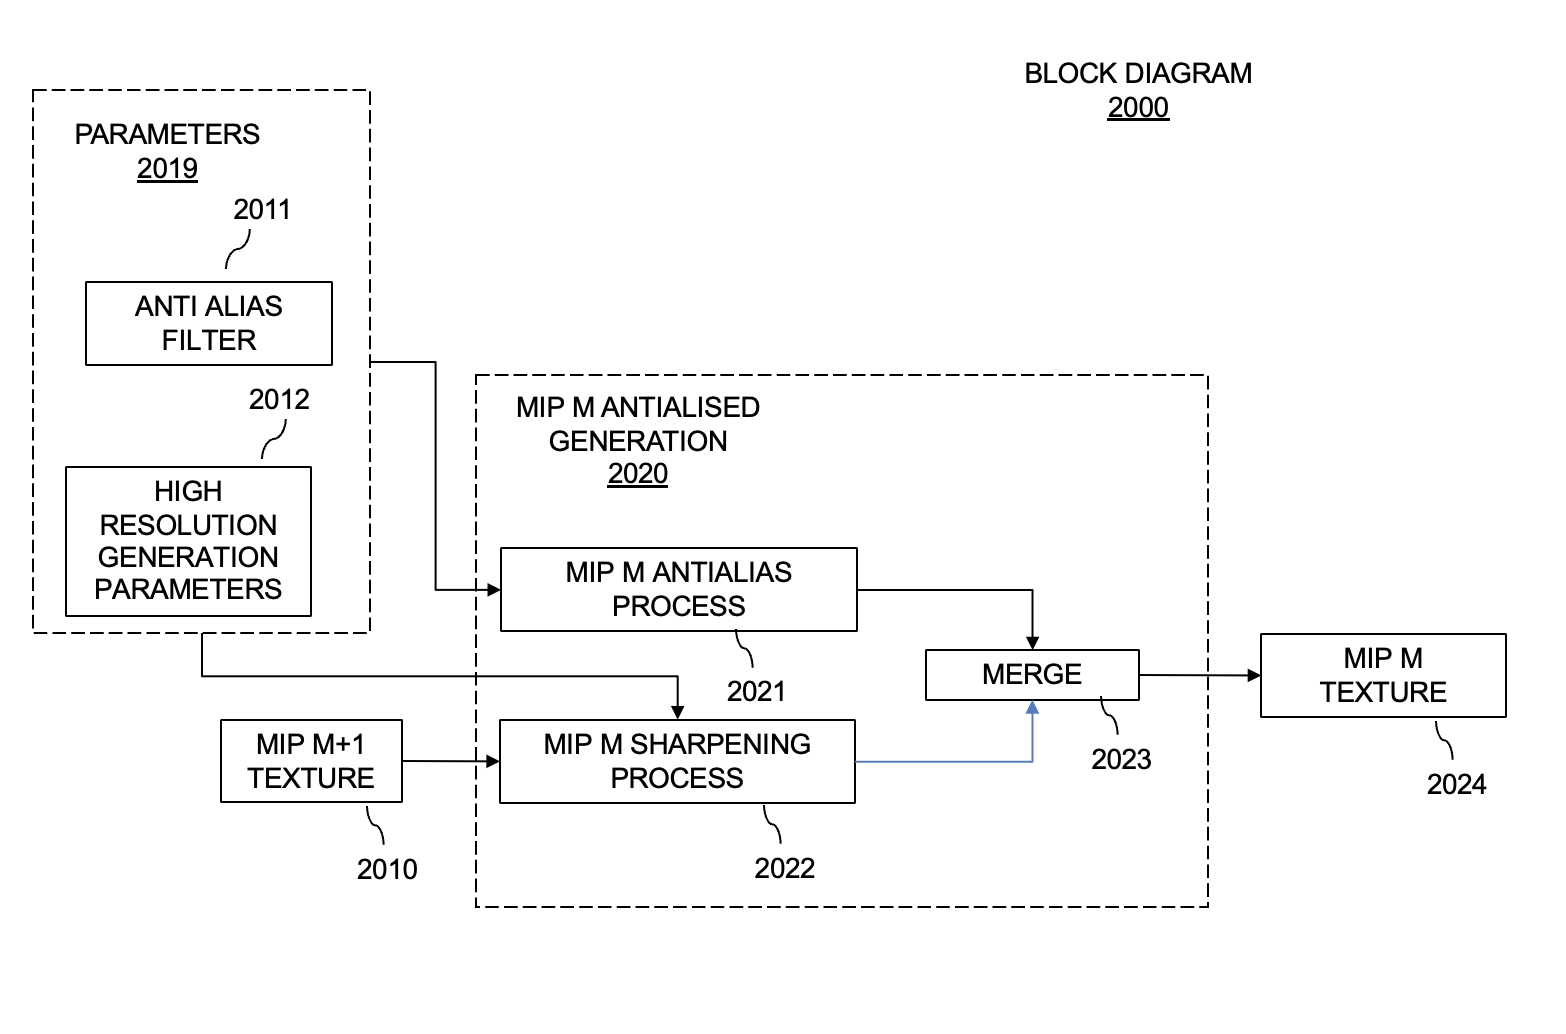 BLOCK DIAGRAM
2000
PARAMETERS
2019
2011
ANTI ALIAS
FILTER
2012
HIGH
RESOLUTION
GENERATION
PARAMETERS
MIP M ANTIALISED
GENERATION
2020
MIP M ANTIALIAS
PROCESS
2021
MERGE
2023
MIP M
TEXTURE
2024
MIP M+1
TEXTURE
2010
MIP M SHARPENING
PROCESS
2022